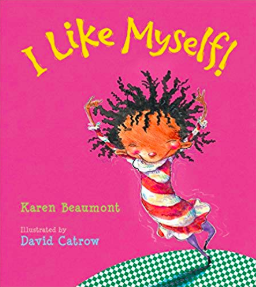 I Like Myself!
Karen Beaumont
Illustrated by
David Catrow